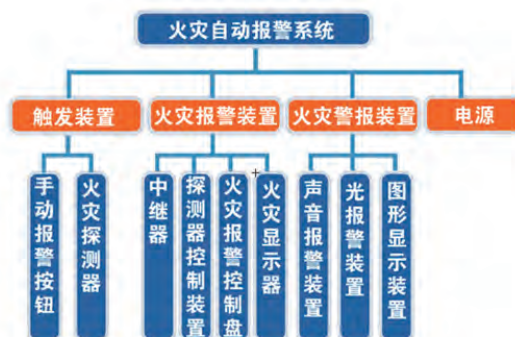 火灾自动报警系统
触发装置
火灾报警装置
火灾警报装置
电源
手动报警按钮
火灾探测器
中继器
探测器控制装置
火灾报警控制盘
火灾显示器
声音报警装置
光报警装置
图形显示装置